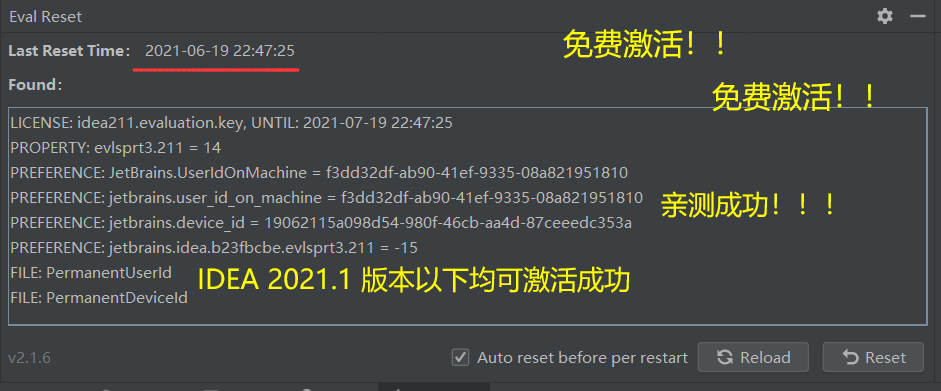 Eval Reset
Last Reset Time: 2021-06-19 22:47:25
免费激活！！
Found:
免费激活！！
LICENSE: idea211.evaluation.key, UNTIL: 2021-07-19 22:47:25
PROPERTY: evlsprt3.211 = 14
PREFERENCE: JetBrains.UserIdOnMachine = f3dd32df-ab90-41ef-9335-08a821951810
PREFERENCE: jetbrains.user_id_on_machine = f3dd32df-ab90-41ef-9335-08a821951810
亲测成功！！！
PREFERENCE: jetbrains.device_id = 19062115a098d54-980f-46cb-aa4d-87ceeedc353a
PREFERENCE: jetbrains.idea.b23fbcbe.evlsprt3.211 = -15
FILE: PermanentUserId
IDEA 2021.1 版本以下均可激活成功
FILE: PermanentDeviceId
v2.1.6
Auto reset before per restart
Reload
Reset